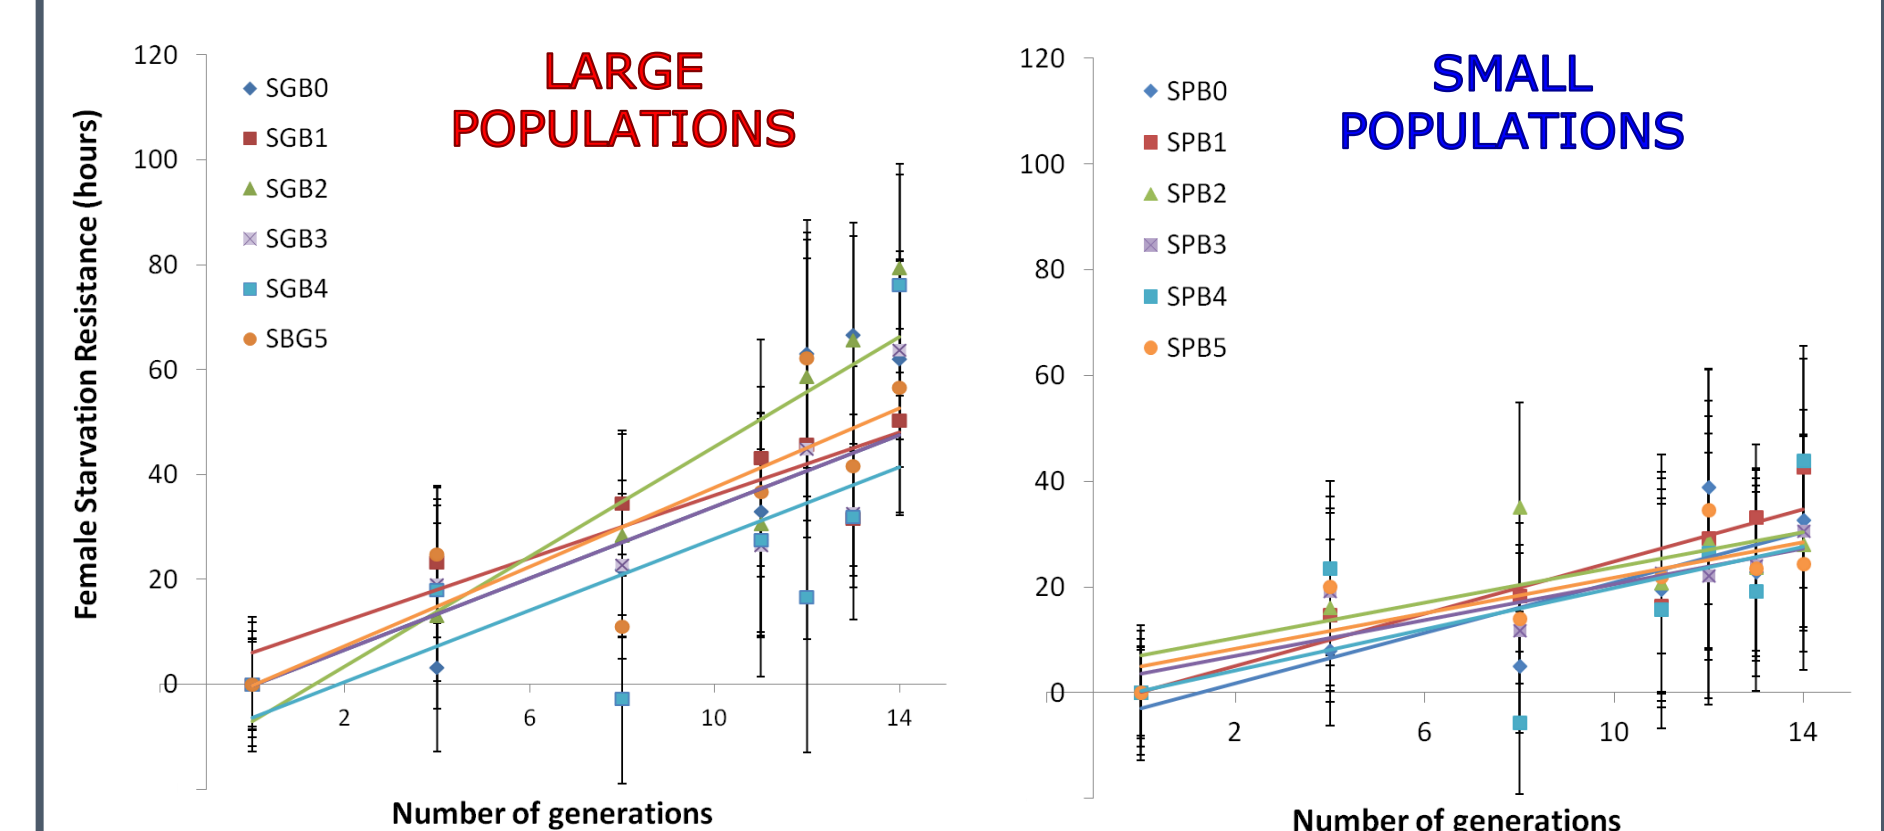 LARGE
POPULATIONS
120
100
80
60
40
20
0
2
6
10
14
Female Starvation Resistance (hours)
SGB0
SGB1
SGB2
SGB3
SGB4
SBG5
Number of generations
SMALL
POPULATIONS
120
100
80
60
40
20
0
2
6
10
14
SPB0
SPB1
SPB2
SPB3
SPB4
SPB5
Number of generations